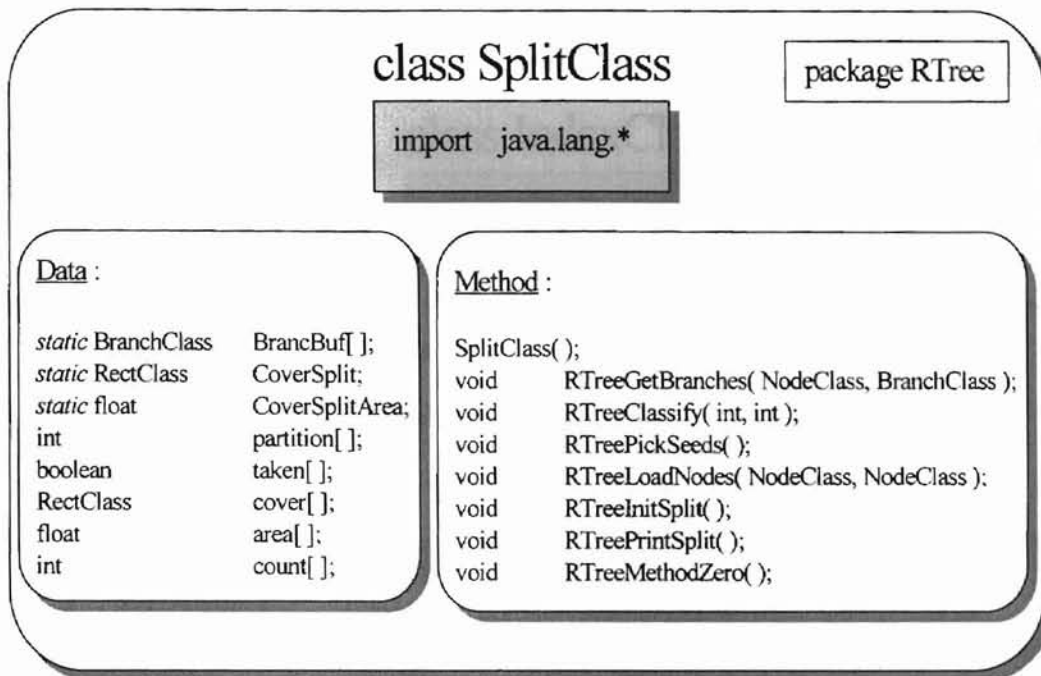 class SplitClass
package RTree
import java.lang.*
Data :
static BranchClass BrancBuf[ ];
static RectClass CoverSplit;
static float CoverSplitArea;
int partition[ ];
boolean taken[ ];
RectClass cover[ ];
float area[ ];
int count[ ];
Method :
SplitClass( );
void RTreeGetBranches( NodeClass, BranchClass );
void RTreeClassify( int, int );
void RTreePickSeeds( );
void RTreeLoadNodes( NodeClass, NodeClass );
void RTreeInitSplit( );
void RTreePrintSplit( );
void RTreeMethodZero( );